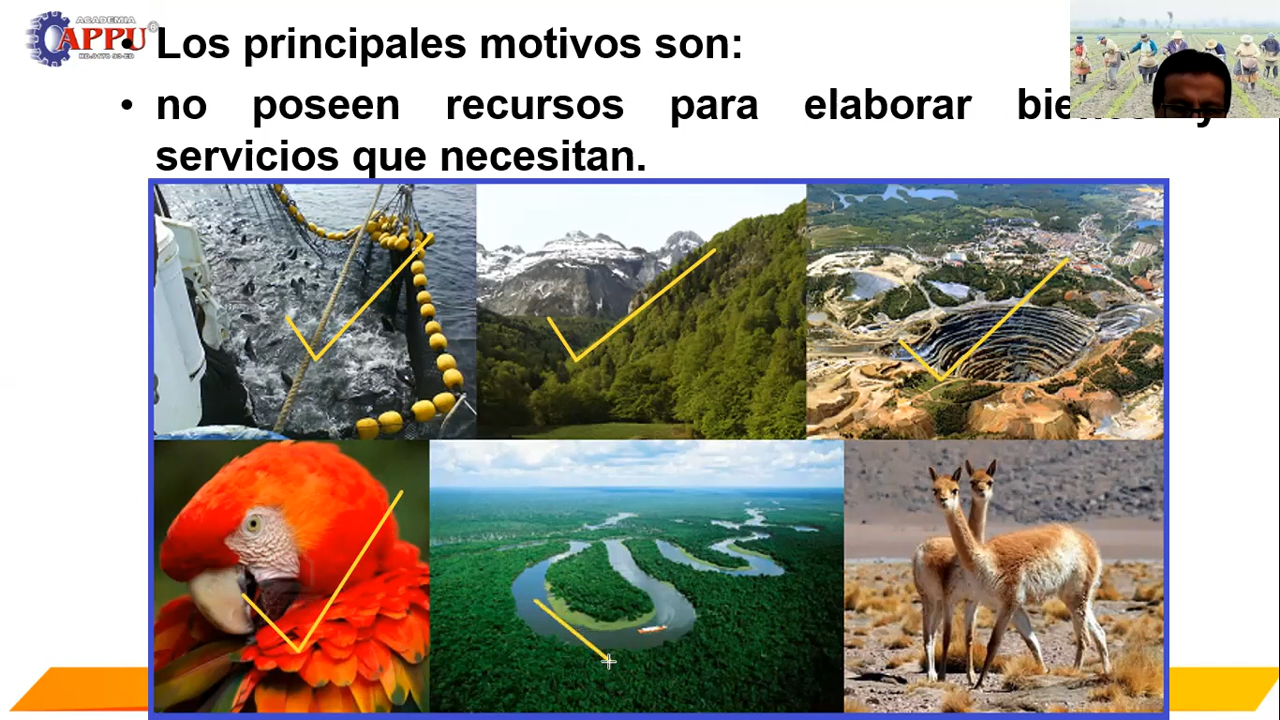 ACADEMIA
APPU
Los principales motivos son:
• no poseen recursos para elaborar y
servicios que necesitan.